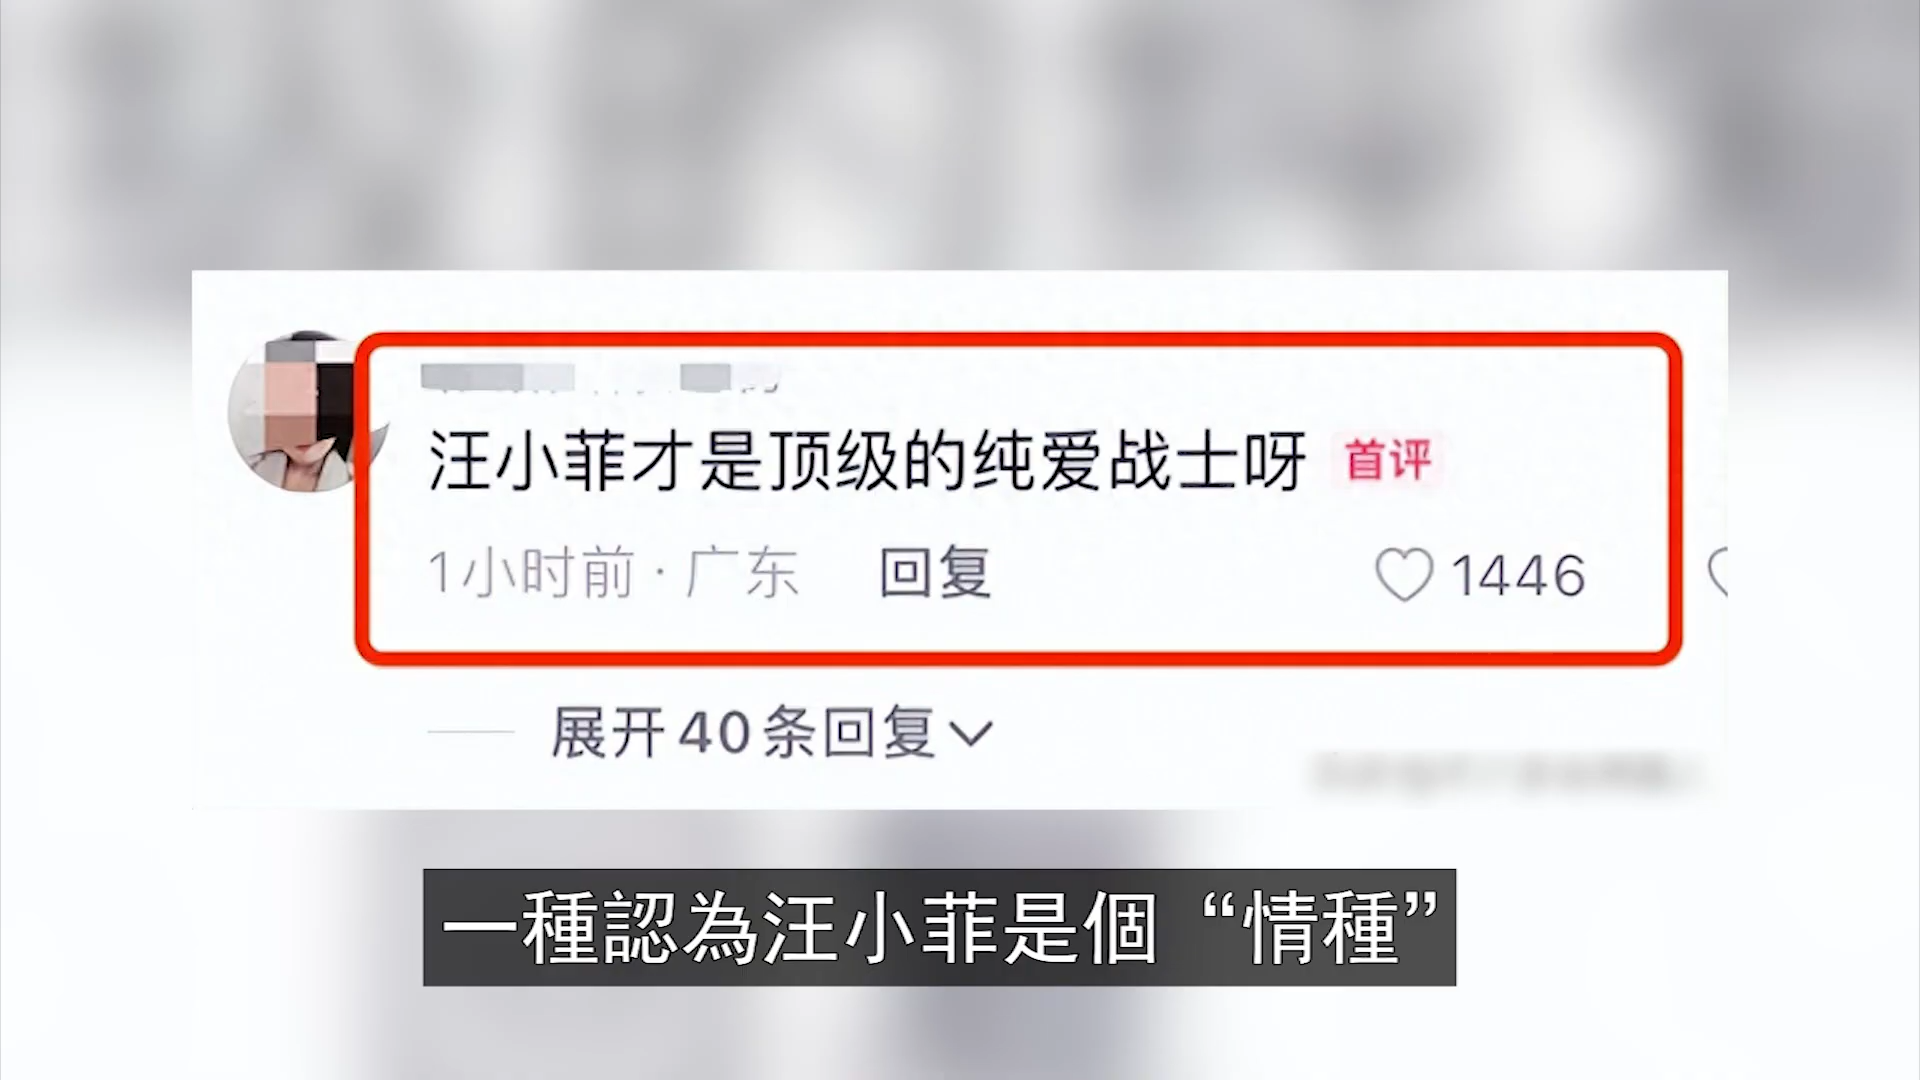 汪小菲才是顶级的纯爱战士呀 首评
1小时前·广东 回复 1446
展开40条回复
一種認為汪小菲是個“情種”